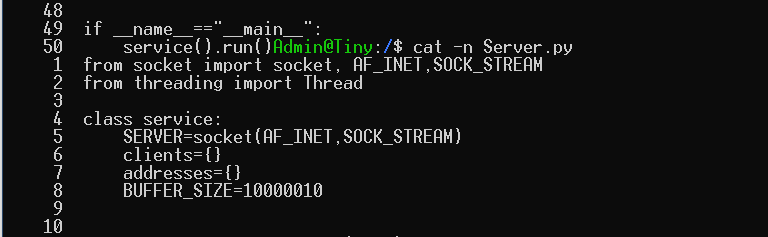 48
49 if __name__=="__main__":
50     service().run()Admin@Tiny:/$ cat -n Server.py
1 from socket import socket, AF_INET,SOCK_STREAM
2 from threading import Thread
3
4 class service:
5     SERVER=socket(AF_INET,SOCK_STREAM)
6     clients={}
7     addresses={}
8     BUFFER_SIZE=10000010
9
10